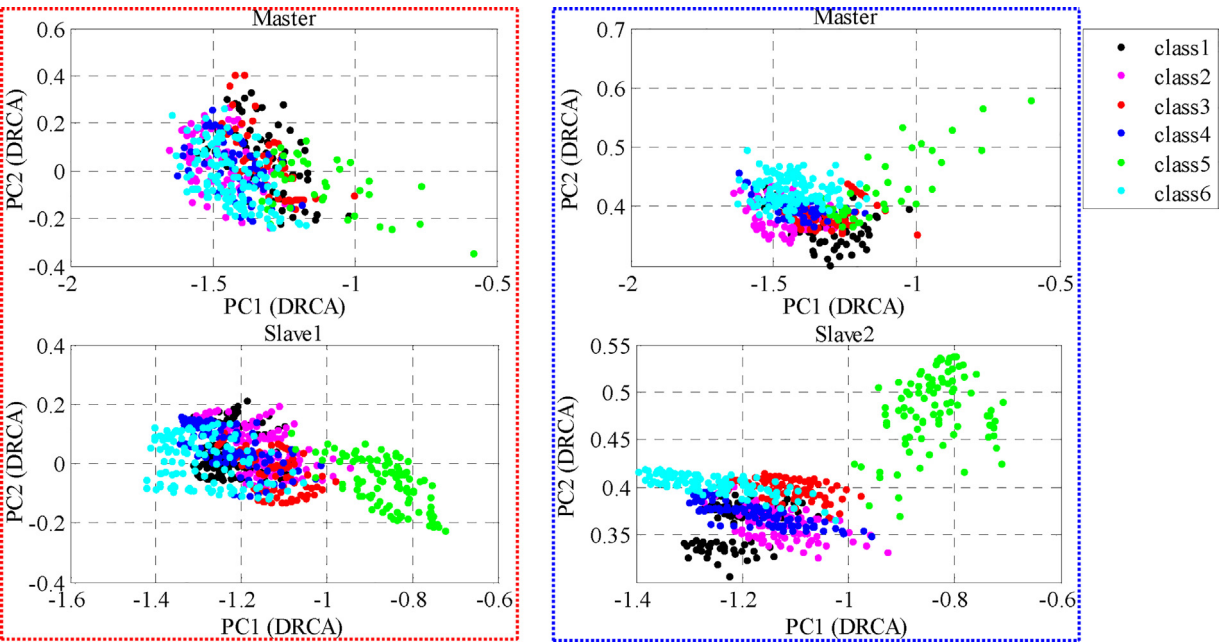 Master
PC2 (DRCA)
0.6
0.4
0.2
0
-0.2
-0.4
-2
-1.5
-1
-0.5
PC1 (DRCA)
Master
PC2 (DRCA)
0.7
0.6
0.5
0.4
-2
-1.5
-1
-0.5
PC1 (DRCA)
class1
class2
class3
class4
class5
class6
Slave1
PC2 (DRCA)
0.4
0.2
0
-0.2
-0.4
-1.6
-1.4
-1.2
-1
-0.8
-0.6
PC1 (DRCA)
Slave2
PC2 (DRCA)
0.55
0.5
0.45
0.4
0.35
-1.4
-1.2
-1
-0.8
-0.6
PC1 (DRCA)